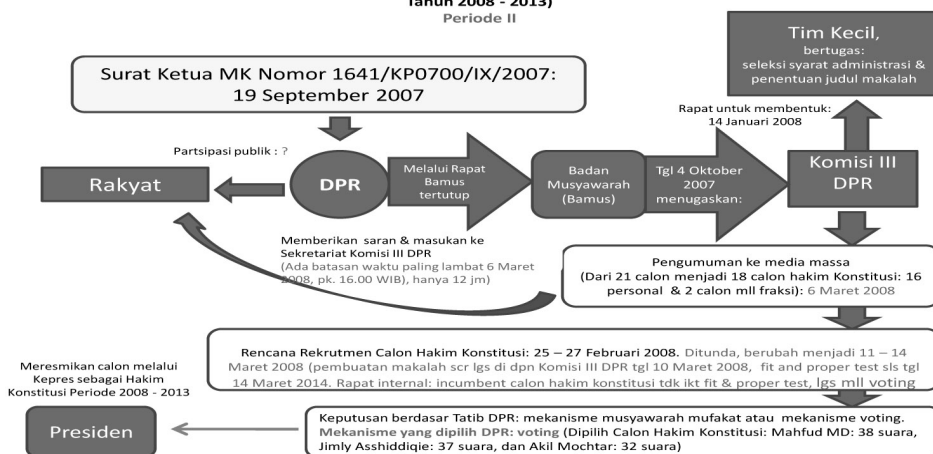 Tahun 2008 - 2013)
Periode II
Tim Kecil,
bertugas:
seleksi syarat administrasi &
penentuan judul makalah
Surat Ketua MK Nomor 1641/KP0700/IX/2007:
19 September 2007
Rapat untuk membentuk:
14 Januari 2008
Partsipasi publik : ?
Rakyat
DPR
Melalui Rapat
Bamus
tertutup
Badan
Musyawarah
(Bamus)
Tgl 4 Oktober
2007
menugaskan:
Komisi III
DPR
Memberikan saran & masukan ke
Sekretariat Komisi III DPR
(Ada batasan waktu paling lambat 6 Maret
2008, pk. 16.00 WIB), hanya 12 jm)
Pengumuman ke media massa
(Dari 21 calon menjadi 18 calon hakim Konstitusi: 16
personal & 2 calon mll fraksi): 6 Maret 2008
Rencana Rekrutmen Calon Hakim Konstitusi: 25 – 27 Februari 2008. Ditunda, berubah menjadi 11 – 14
Maret 2008 (pembuatan makalah scr lgs di dpn Komisi III DPR tgl 10 Maret 2008, fit and proper test sls tgl
14 Maret 2014. Rapat internal: incumbent calon hakim konstitusi tdk ikt fit & proper test, lgs mll voting
Meresmikan calon melalui
Kepres sebagai Hakim
Konstitusi Periode 2008 - 2013
Presiden
Keputusan berdasar Tatib DPR: mekanisme musyawarah mufakat atau mekanisme voting.
Mekanisme yang dipilih DPR: voting (Dipilih Calon Hakim Konstitusi: Mahfud MD: 38 suara,
Jimly Asshiddiqie: 37 suara, dan Akil Mochtar: 32 suara)